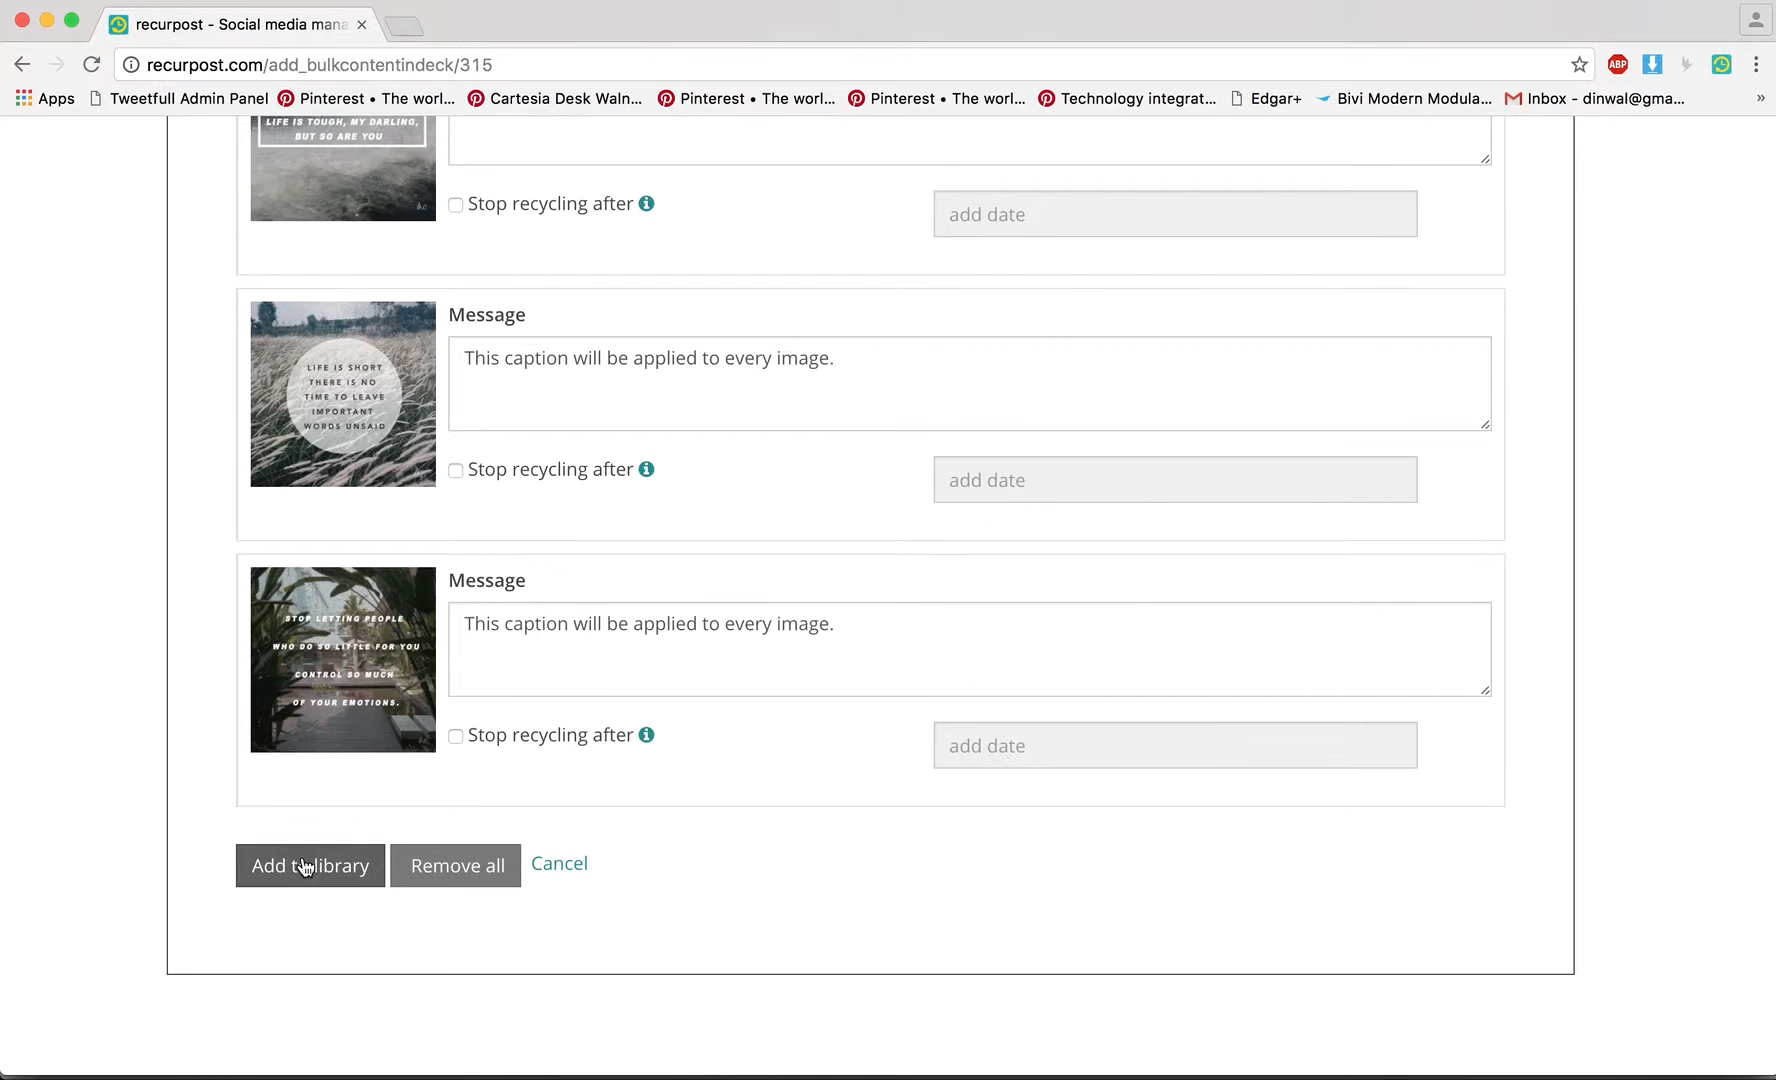 recurpost - Social media mana
recurpost.com/add_bulkcontentindeck/315
ABP
Apps
Tweetfull Admin Panel
Pinterest • The worl...
Cartesia Desk Waln...
Pinterest • The worl...
Pinterest • The worl...
Technology integrat...
Edgar+
Bivi Modern Modula...
Inbox - dinwal@gma...
»
LIFE IS TOUGH, MY DARLING,
BUT SO ARE YOU
Stop recycling after
add date
LIFE IS SHORT
THERE IS NO
TIME TO LEAVE
IMPORTANT
WORDS UNSAID
Message
This caption will be applied to every image.
Stop recycling after
add date
STOP LETTING PEOPLE
WHO DO SO LITTLE FOR YOU
CONTROL SO MUCH
OF YOUR EMOTIONS.
Message
This caption will be applied to every image.
Stop recycling after
add date
Add to library
Remove all
Cancel